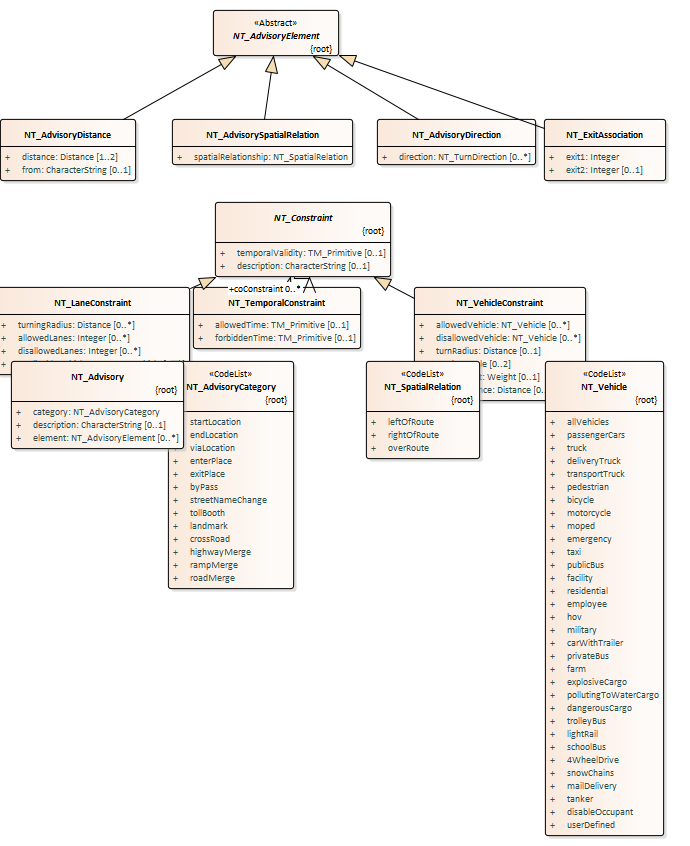 «Abstract»
NT_AdvisoryElement
{root}
NT_AdvisoryDistance
+ distance: Distance [1..2]
+ from: CharacterString [0..1]
NT_AdvisorySpatialRelation
+ spatialRelationship: NT_SpatialRelation
NT_AdvisoryDirection
+ direction: NT_TurnDirection [0..*]
NT_ExitAssociation
+ exit1: Integer
+ exit2: Integer [0..1]
NT_Constraint
{root}
+ temporalValidity: TM_Primitive [0..1]
+ description: CharacterString [0..1]
+coConstraint 0..*
NT_LaneConstraint
+ turningRadius: Distance [0..*]
+ allowedLanes: Integer [0..*]
+ disallowedLanes: Integer [0..*]
NT_TemporalConstraint
+ allowedTime: TM_Primitive [0..1]
+ forbiddenTime: TM_Primitive [0..1]
NT_VehicleConstraint
+ allowedVehicle: NT_Vehicle [0..*]
+ disallowedVehicle: NT_Vehicle [0..*]
+ turnRadius: Distance [0..1]
[0..2]
Weight [0..1]
Distance [0..
NT_Advisory
{root}
+ category: NT_AdvisoryCategory
+ description: CharacterString [0..1]
+ element: NT_AdvisoryElement [0..*]
«CodeList»
NT_AdvisoryCategory
{root}
startLocation
endLocation
viaLocation
+ enterPlace
+ exitPlace
+ byPass
+ streetNameChange
+ tollBooth
+ landmark
+ crossRoad
+ highwayMerge
+ rampMerge
+ roadMerge
«CodeList»
NT_SpatialRelation
{root}
+ leftOfRoute
+ rightOfRoute
+ overRoute
«CodeList»
NT_Vehicle
{root}
+ allVehicles
+ passengerCars
+ truck
+ deliveryTruck
+ transportTruck
+ pedestrian
+ bicycle
+ motorcycle
+ moped
+ emergency
+ taxi
+ publicBus
+ facility
+ residential
+ employee
+ hov
+ military
+ carWithTrailer
+ privateBus
+ farm
+ explosiveCargo
+ pollutingToWaterCargo
+ dangerousCargo
+ trolleyBus
+ lightRail
+ schoolBus
+ 4WheelDrive
+ snowChains
+ mailDelivery
+ tanker
+ disableOccupant
+ userDefined